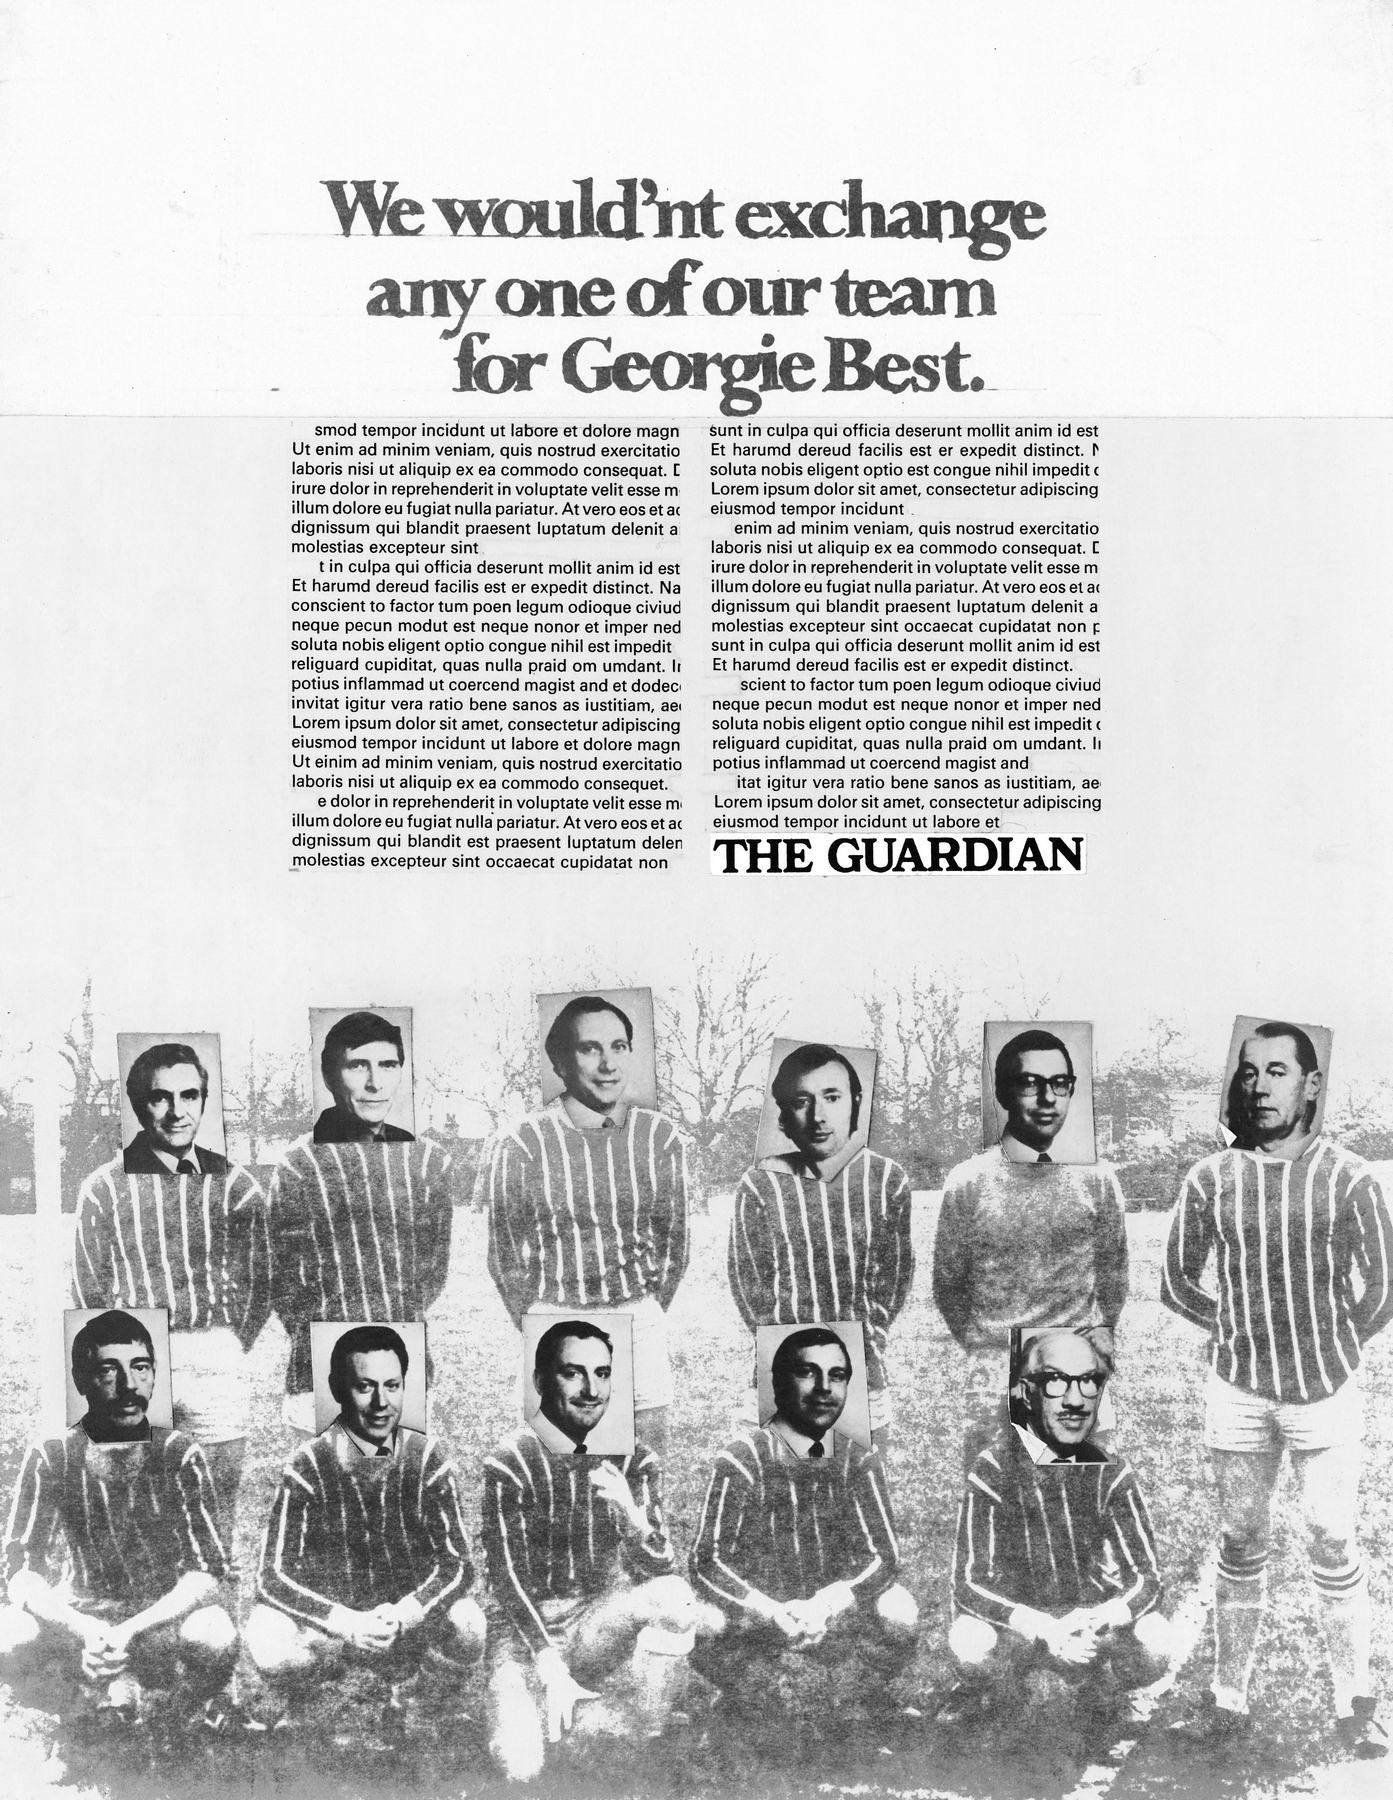 We would'nt exchange
any one of our team
for Georgie Best.
smod tempor incidunt ut labore et dolore magn
Ut enim ad minim veniam, quis nostrud exercitatio
laboris nisi ut aliquip ex ea commodo consequat.
irure dolor in reprehenderit in voluptate velit esse m
illum dolore eu fugiat nulla pariatur. At vero eos et ac
dignissum qui blandit praesent luptatum delenit a
molestias excepteur sint
t in culpa qui officia deserunt mollit anim id est
Et harumd dereud facilis est er expedit distinct. Na
conscient to factor tum poen legum odioque civiud
neque pecun modut est neque nonor et imper ned
soluta nobis eligent optio congue nihil est impedit
religuard cupiditat, quas nulla praid om umdant. I
potius inflammad ut coercend magist and et dodec
invitat igitur vera ratio bene sanos as iustitiam, ae
Lorem ipsum dolor sit amet, consectetur adipiscing
eiusmod tempor incidunt ut labore et dolore magn
Ut einim ad minim veniam, quis nostrud exercitatio
laboris nisi ut aliquip ex ea commodo consequet.
e dolor in reprehenderit in voluptate velit esse m
illum dolore eu fugiat nulla pariatur. At vero eos et ac
dignissum qui blandit est praesent luptatum delen
molestias excepteur sint occaecat cupidatat non
sunt in culpa qui officia deserunt mollit anim id est
Et harumd dereud facilis est er expedit distinct. N
soluta nobis eligent optio est congue nihil impedit
Lorem ipsum dolor sit amet, consectetur adipiscing
eiusmod tempor incidunt
enim ad minim veniam, quis nostrud exercitatio
laboris nisi ut aliquip ex ea commodo consequat.
irure dolor in reprehenderit in voluptate velit esse m
illum dolore eu fugiat nulla pariatur. At vero eos et ac
dignissum qui blandit praesent luptatum delenit a
molestias excepteur sint occaecat cupidatat non p
sunt in culpa qui officia deserunt mollit anim id est
Et harumd dereud facilis est er expedit distinct.
scient to factor tum poen legum odioque civiud
neque pecun modut est neque nonor et imper ned
soluta nobis eligent optio congue nihil est impedit
religuard cupiditat, quas nulla praid om umdant. I
potius inflammad ut coercend magist and
itat igitur vera ratio bene sanos as iustitiam, ae
Lorem ipsum dolor sit amet, consectetur adipiscing
eiusmod tempor incidunt ut labore et
THE GUARDIAN